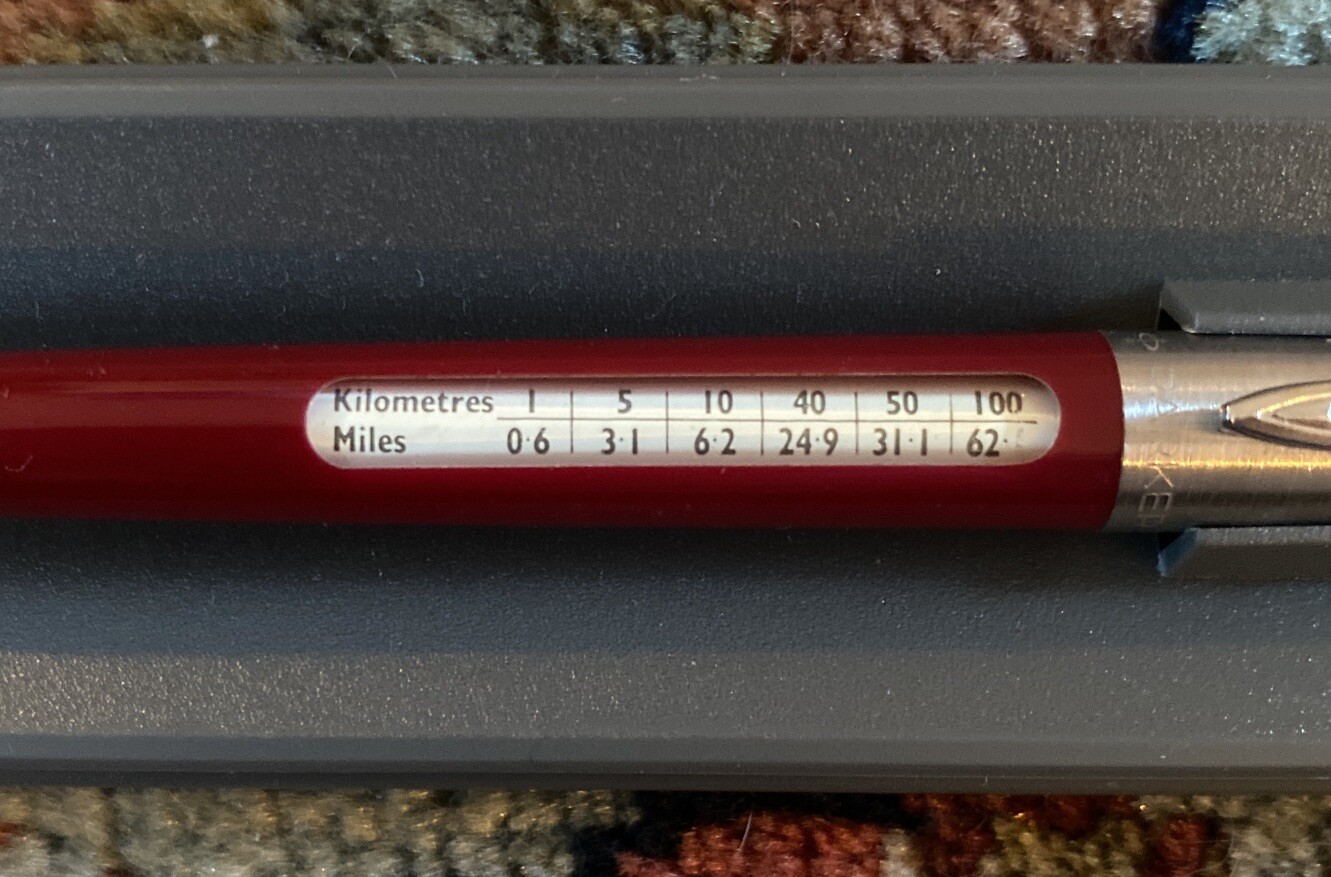 Kilometres 1 5 10 40 50 100
Miles 0·6 3·1 6·2 24·9 31·1 62·